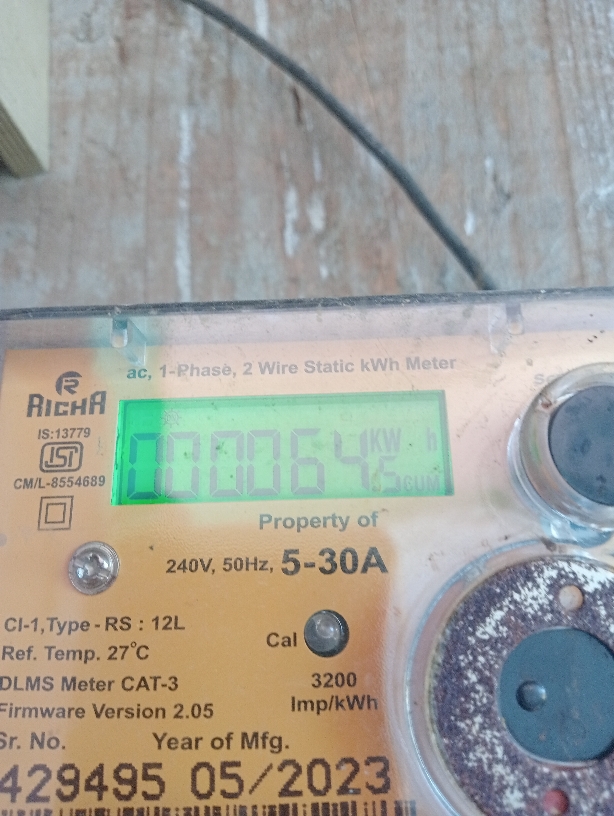 ac, 1-Phase, 2 Wire Static kWh Meter
RICHA
IS:13779
ISI
CM/L-8554689
000064
KW h
CUM
Property of
240V, 50Hz, 5-30A
Cl-1,Type - RS : 12L
Ref. Temp. 27°C
Cal
DLMS Meter CAT-3
3200
Imp/kWh
Firmware Version 2.05
Sr. No. Year of Mfg.
429495 05/2023